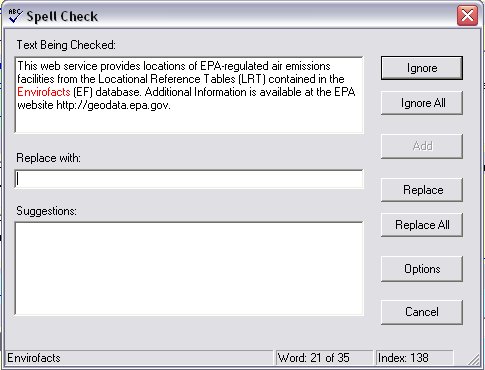 ABC
Spell Check
Text Being Checked:
This web service provides locations of EPA-regulated air emissions
facilities from the Locational Reference Tables (LRT) contained in the
Envirofacts (EF) database. Additional Information is available at the EPA
website http://geodata.epa.gov.
Ignore
Ignore All
Add
Replace with:
Replace
Suggestions:
Replace All
Options
Cancel
Envirofacts
Word: 21 of 35
Index: 138